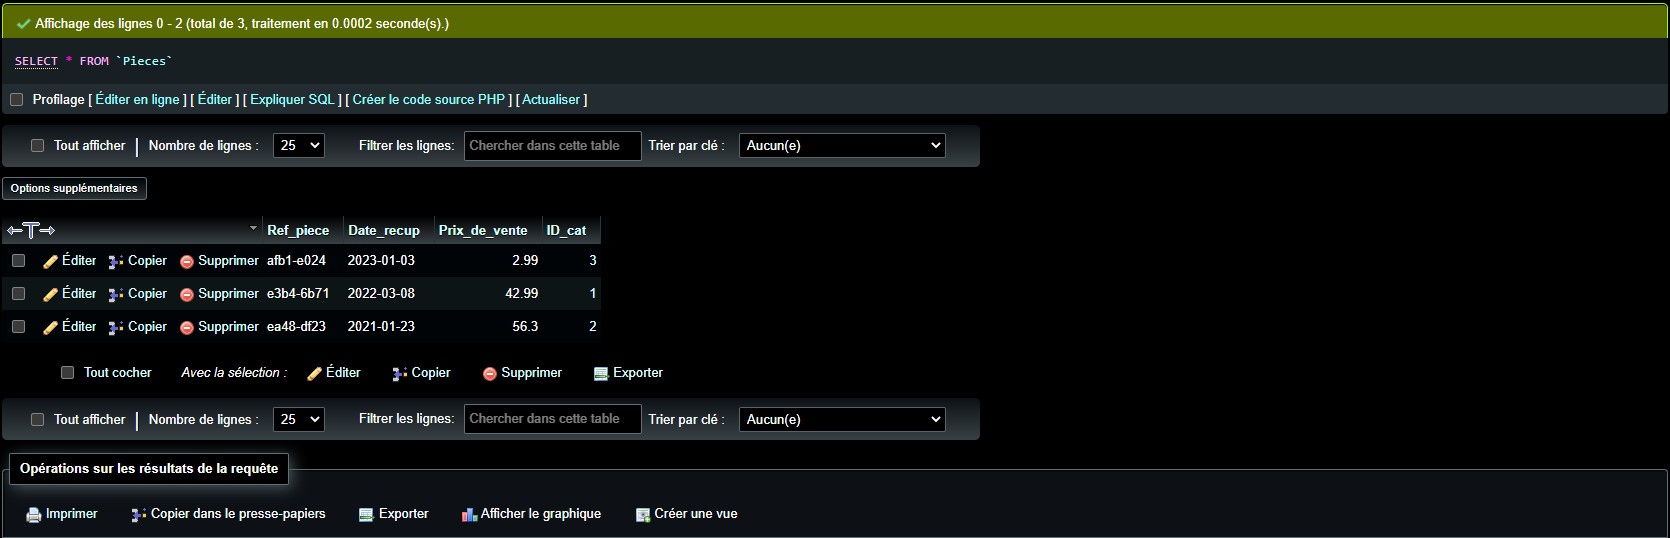 Affichage des lignes 0 - 2 (total de 3, traitement en 0.0002 seconde(s).)
SELECT * FROM `Pieces`
Profilage [ Éditer en ligne ] [ Éditer ] [ Expliquer SQL ] [ Créer le code source PHP ] [ Actualiser ]
Tout afficher | Nombre de lignes : 25 Filtrer les lignes: Chercher dans cette table Trier par clé : Aucun(e)
Options supplémentaires
Ref_piece Date_recup Prix_de_vente ID_cat
Éditer Copier Supprimer afb1-e024 2023-01-03 2.99 3
Éditer Copier Supprimer e3b4-6b71 2022-03-08 42.99 1
Éditer Copier Supprimer ea48-df23 2021-01-23 56.3 2
Tout cocher Avec la sélection : Éditer Copier Supprimer Exporter
Tout afficher | Nombre de lignes : 25 Filtrer les lignes: Chercher dans cette table Trier par clé : Aucun(e)
Opérations sur les résultats de la requête
Imprimer Copier dans le presse-papiers Exporter Afficher le graphique Créer une vue